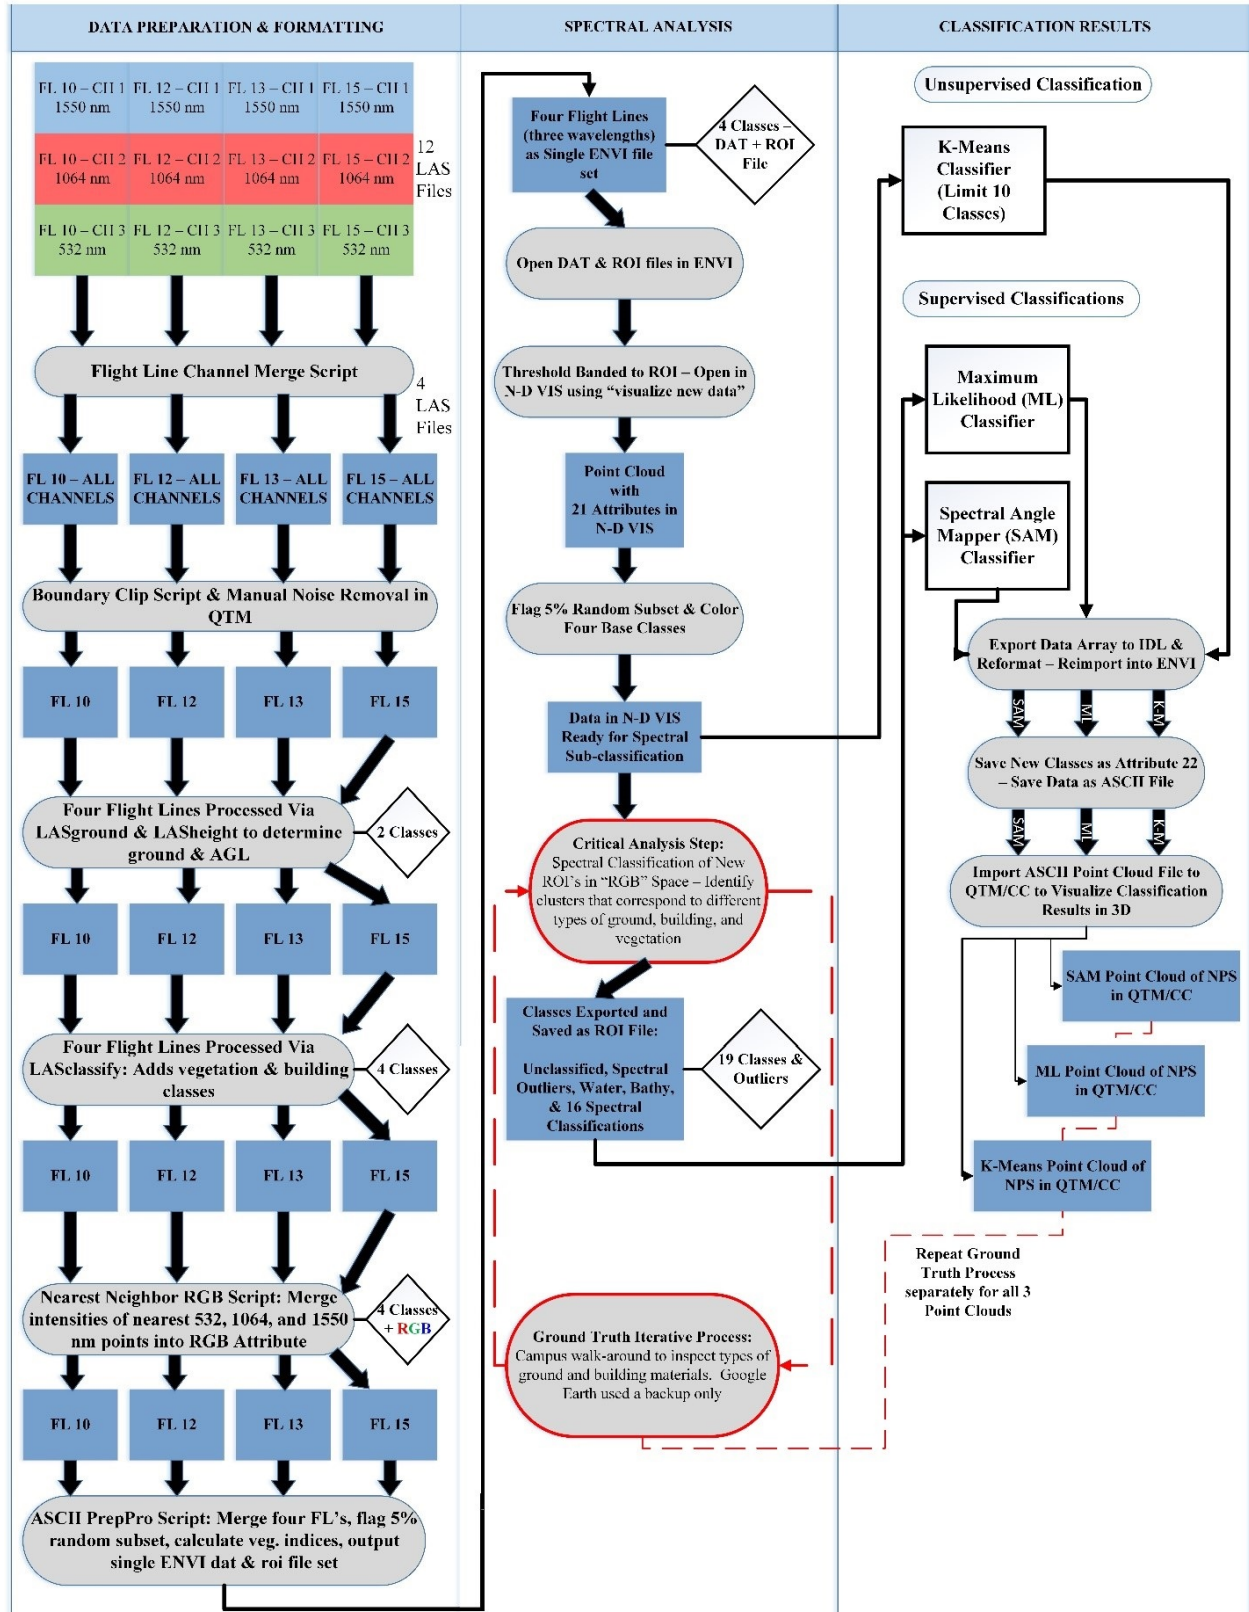 DATA PREPARATION & FORMATTING
FL 10 – CH 1
1550 nm
FL 12 – CH 1
1550 nm
FL 13 – CH 1
1550 nm
FL 15 – CH 1
1550 nm
FL 10 – CH 2
1064 nm
FL 12 – CH 2
1064 nm
FL 13 – CH 2
1064 nm
FL 15 – CH 2
1064 nm
FL 10 – CH 3
532 nm
FL 12 – CH 3
532 nm
FL 13 – CH 3
532 nm
FL 15 – CH 3
532 nm
12
LAS
Files
Flight Line Channel Merge Script
4
LAS
Files
FL 10 – ALL
CHANNELS
FL 12 – ALL
CHANNELS
FL 13 – ALL
CHANNELS
FL 15 – ALL
CHANNELS
Boundary Clip Script & Manual Noise Removal in
QTM
FL 10
FL 12
FL 13
FL 15
Four Flight Lines Processed Via
LASground & LASheight to determine
ground & AGL
2 Classes
FL 10
FL 12
FL 13
FL 15
Four Flight Lines Processed Via
LASclassify: Adds vegetation & building
classes
4 Classes
FL 10
FL 12
FL 13
FL 15
Nearest Neighbor RGB Script: Merge
intensities of nearest 532, 1064, and 1550
nm points into RGB Attribute
4 Classes
+ RGB
FL 10
FL 12
FL 13
FL 15
ASCII PrepPro Script: Merge four FL's, flag 5%
random subset, calculate veg. indices, output
single ENVI dat & roi file set
SPECTRAL ANALYSIS
Four Flight Lines
(three wavelengths)
as Single ENVI file
set
4 Classes –
DAT + ROI
File
Open DAT & ROI files in ENVI
Threshold Banded to ROI – Open in
N-D VIS using “visualize new data”
Point Cloud
with
21 Attributes in
N-D VIS
Flag 5% Random Subset & Color
Four Base Classes
Data in N-D VIS
Ready for Spectral
Sub-classification
Critical Analysis Step:
Spectral Classification of New
ROI's in “RGB” Space – Identify
clusters that correspond to different
types of ground, building, and
vegetation
Classes Exported and
Saved as ROI File:
Unclassified, Spectral
Outliers, Water, Bathy,
& 16 Spectral
Classifications
19 Classes &
Outliers
Ground Truth Iterative Process:
Campus walk-around to inspect types of
ground and building materials. Google
Earth used a backup only
CLASSIFICATION RESULTS
Unsupervised Classification
K-Means
Classifier
(Limit 10
Classes)
Supervised Classifications
Maximum
Likelihood (ML)
Classifier
Spectral Angle
Mapper (SAM)
Classifier
Export Data Array to IDL &
Reformat – Reimport into ENVI
SAM
ML
K-M
Save New Classes as Attribute 22
– Save Data as ASCII File
SAM
ML
K-M
Import ASCII Point Cloud File to
QTM/CC to Visualize Classification
Results in 3D
SAM Point Cloud of NPS
in QTM/CC
ML Point Cloud of NPS
in QTM/CC
K-Means Point Cloud of
NPS in QTM/CC
Repeat Ground
Truth Process
separately for all 3
Point Clouds